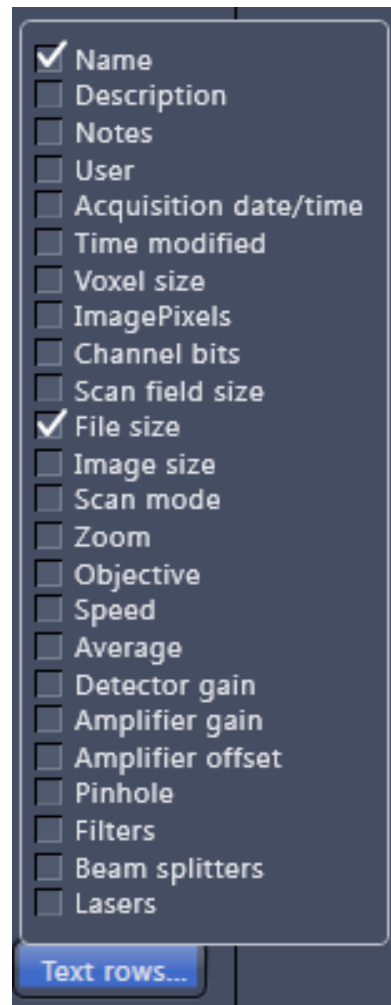 Name
Description
Notes
User
Acquisition date/time
Time modified
Voxel size
ImagePixels
Channel bits
Scan field size
File size
Image size
Scan mode
Zoom
Objective
Speed
Average
Detector gain
Amplifier gain
Amplifier offset
Pinhole
Filters
Beam splitters
Lasers
Text rows...